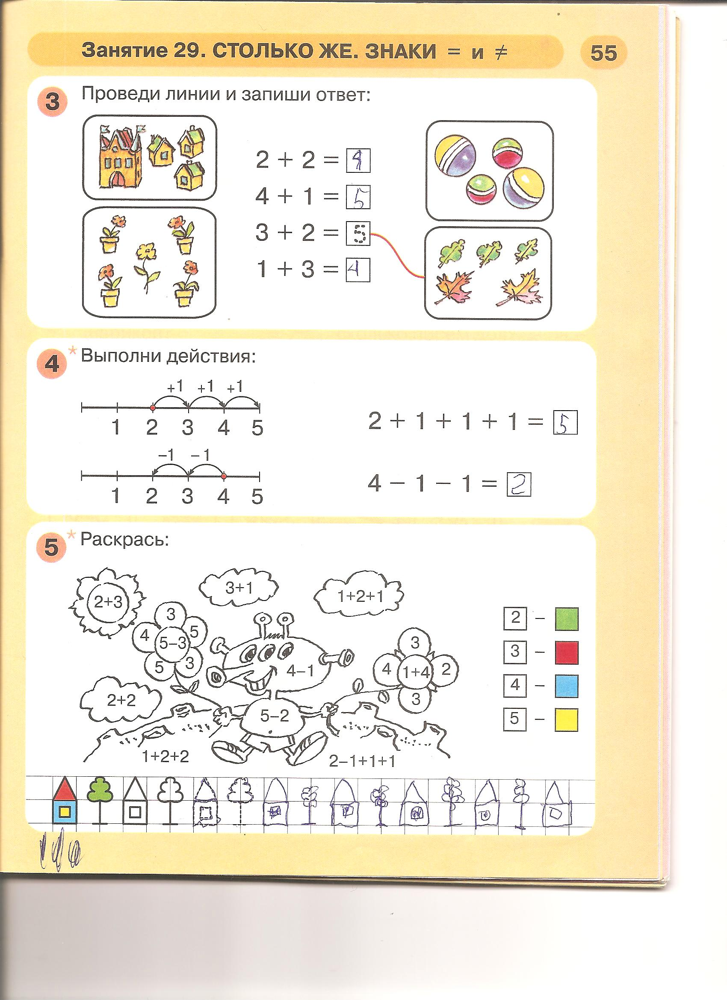 Занятие 29. СТОЛЬКО ЖЕ. ЗНАКИ = и ≠ 55
3 Проведи линии и запиши ответ:
2 + 2 = 4
4 + 1 = 5
3 + 2 = 5
1 + 3 = 4
4 * Выполни действия:
+1 +1 +1
1 2 3 4 5
2 + 1 + 1 + 1 = 5
–1 –1
1 2 3 4 5
4 – 1 – 1 = 2
5 * Раскрась:
2+3
3+1
1+2+1
3
4 5–3 5
5 3
4–1
3
4 1+4 2
3
2+2
5–2
1+2+2
2–1+1+1
2 –
3 –
4 –
5 –